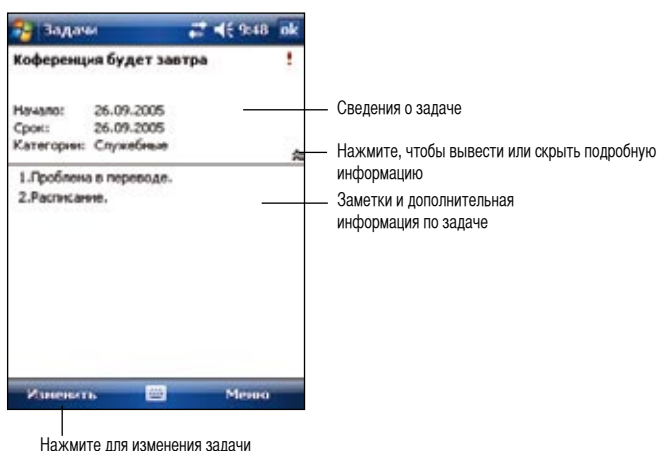 Задачи 9:48 ok
Коференция будет завтра !
Начало: 26.09.2005
Срок: 26.09.2005
Категории: Служебные
1.Проблена в переводе.
2.Расписание.
Изменить Меню
Сведения о задаче
Нажмите, чтобы вывести или скрыть подробную
информацию
Заметки и дополнительная
информация по задаче
Нажмите для изменения задачи